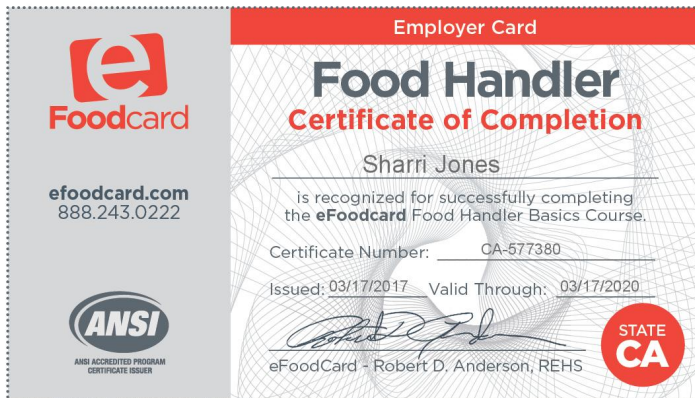 e
Foodcard
efoodcard.com
888.243.0222
ANSI
ANSI ACCREDITED PROGRAM
CERTIFICATE ISSUER
Employer Card
Food Handler
Certificate of Completion
Sharri Jones
is recognized for successfully completing
the eFoodcard Food Handler Basics Course.
Certificate Number: CA-577380
Issued: 03/17/2017 Valid Through: 03/17/2020
eFoodCard - Robert D. Anderson, REHS
STATE
CA